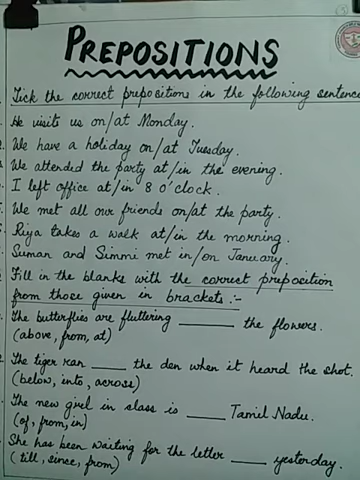 PREPOSITIONS
Tick the correct prepositions in the following sentence
He visits us on/at Monday.
We have a holiday on/at Tuesday.
We attended the party at/in the evening.
I left office at/in 8 o'clock.
We met all our friends on/at the party.
Riya takes a walk at/in the morning.
Suman and Simmi met in/on January.
Fill in the blanks with the correct preposition
from those given in brackets :-
The butterflies are fluttering ______ the flowers.
(above, from, at)
The tiger ran ____ the den when it heard the shot.
(below, into, across)
The new girl in class is ____ Tamil Nadu.
(of, from, in)
She has been waiting for the letter ____ yesterday.
(till, since, from)